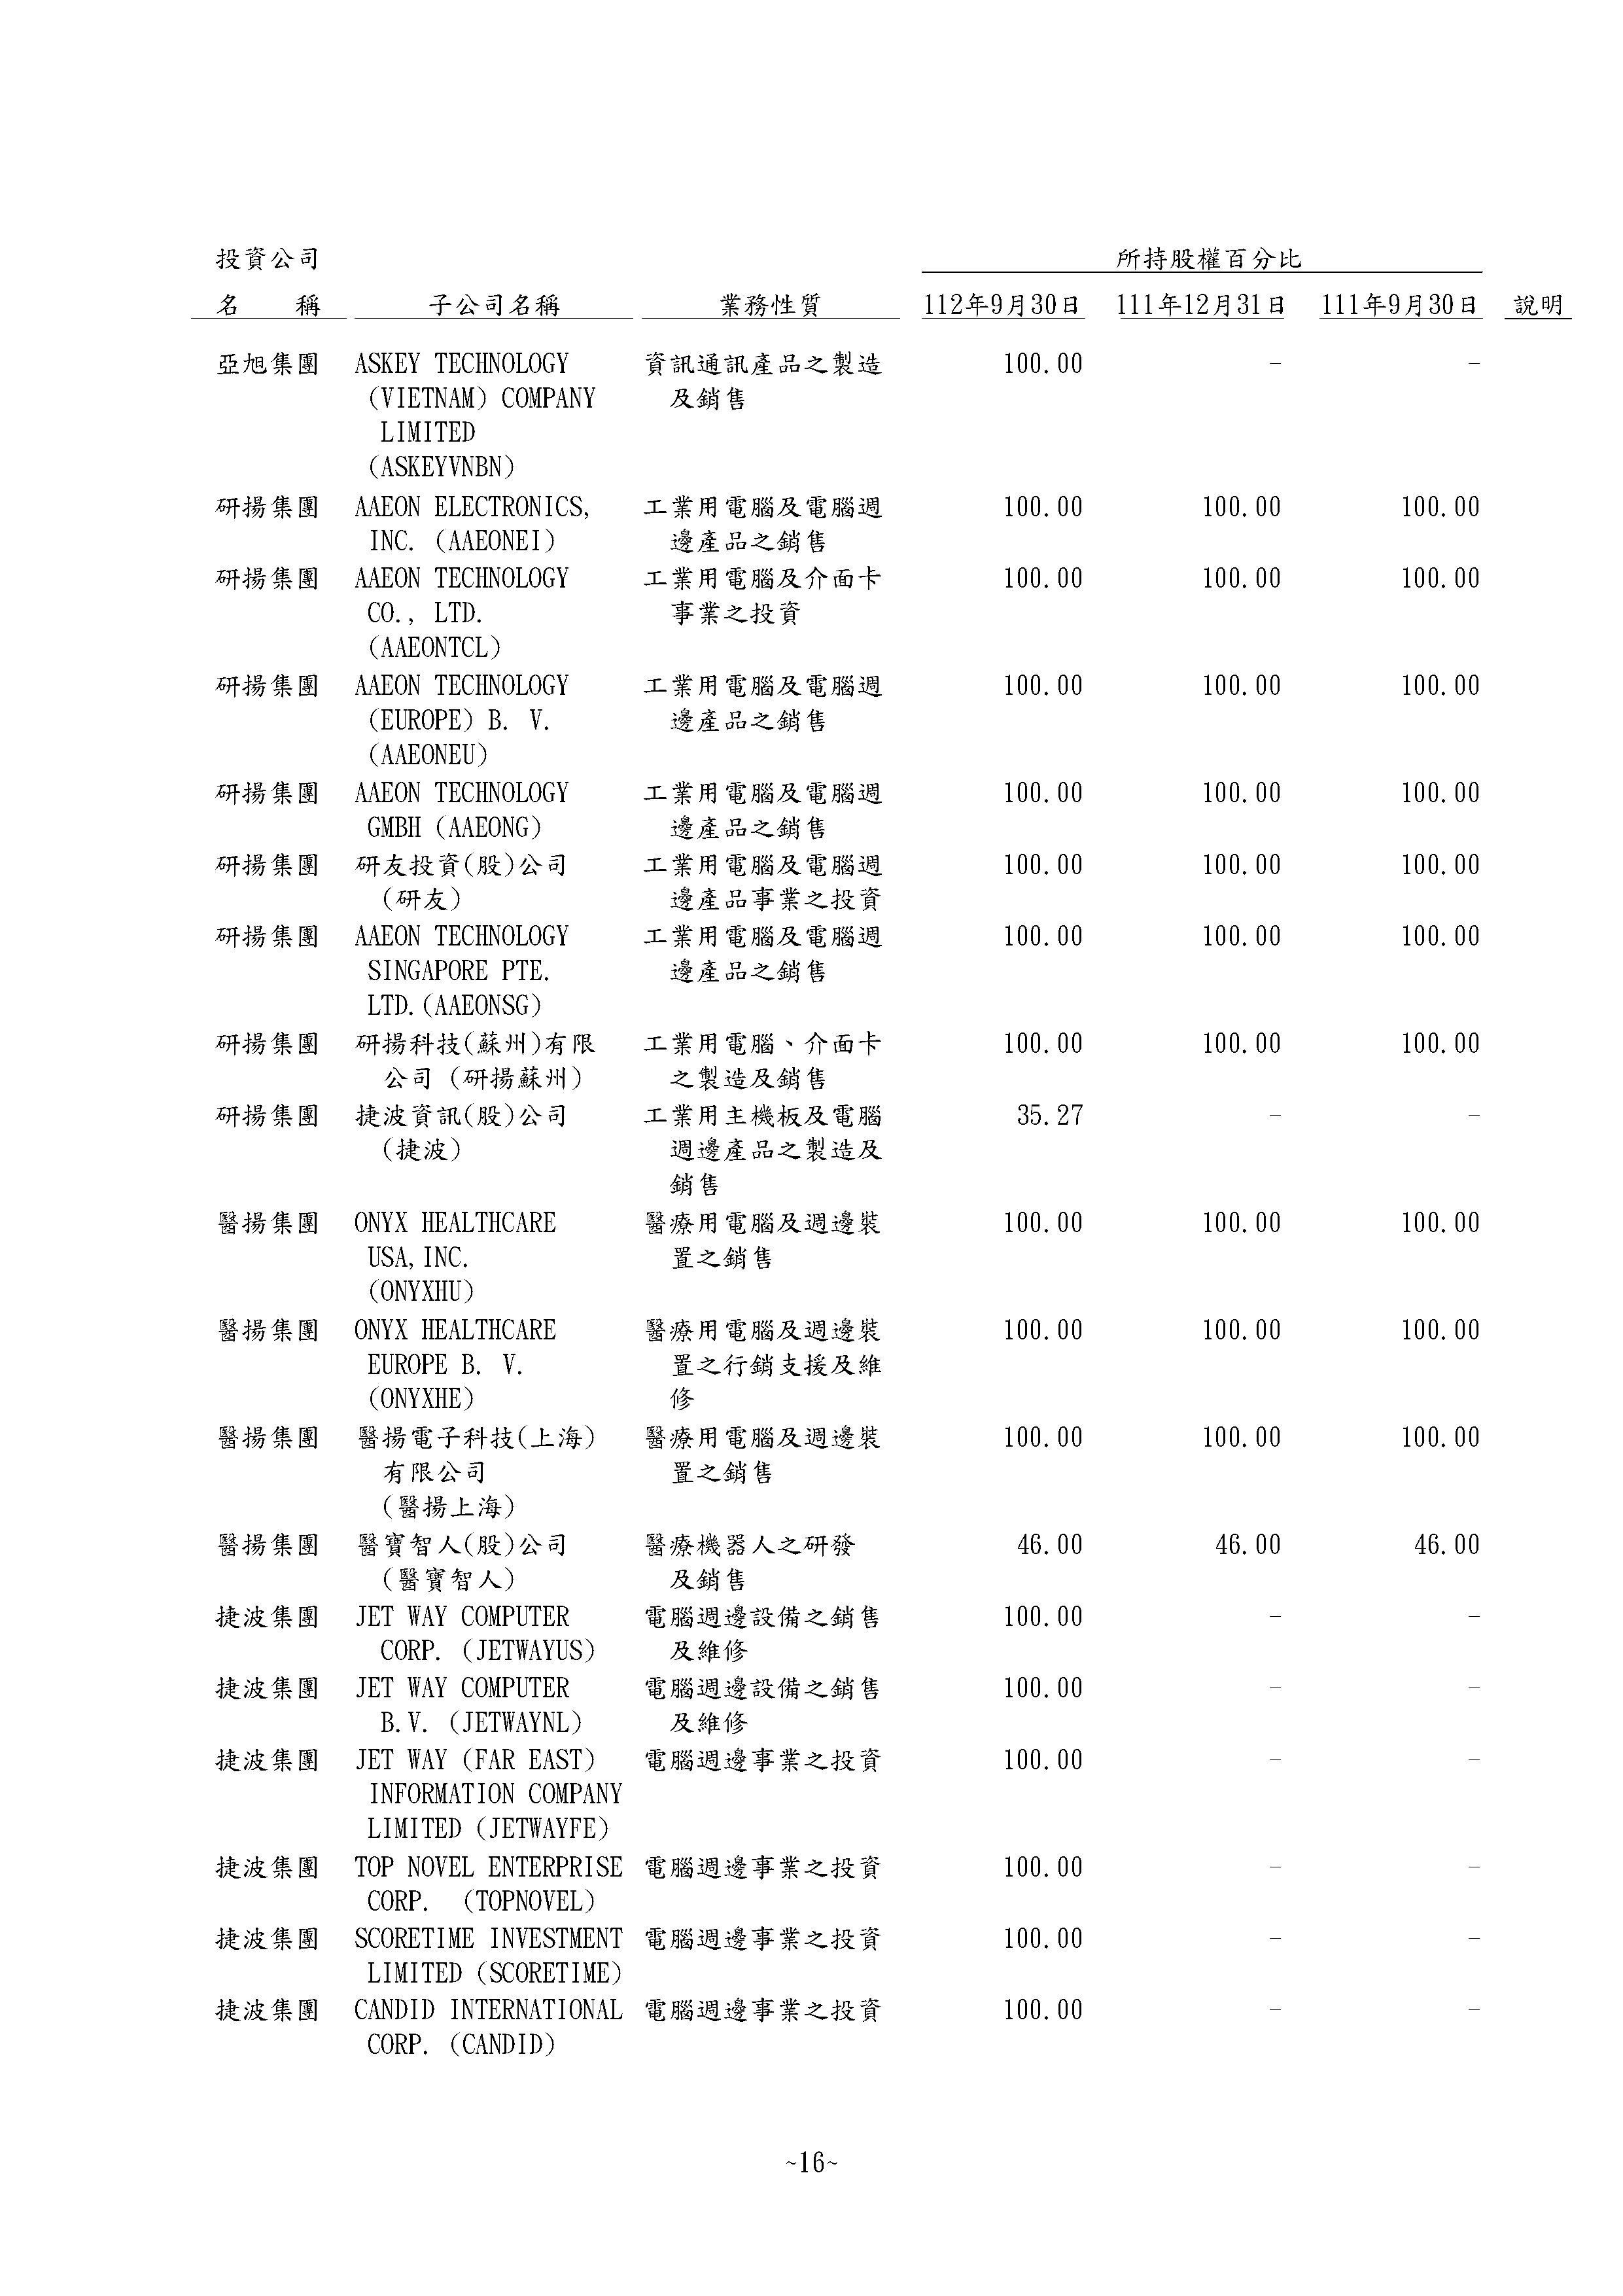 投資公司 所持股權百分比
名 稱 子公司名稱 業務性質 112年9月30日 111年12月31日 111年9月30日 說明
亞旭集團 ASKEY TECHNOLOGY 資訊通訊產品之製造 100.00 - -
(VIETNAM) COMPANY 及銷售
LIMITED
(ASKEYVNBN)
研揚集團 AAEON ELECTRONICS, 工業用電腦及電腦週 100.00 100.00 100.00
INC. (AAEONEI) 邊產品之銷售
研揚集團 AAEON TECHNOLOGY 工業用電腦及介面卡 100.00 100.00 100.00
CO., LTD. 事業之投資
(AAEONTCL)
研揚集團 AAEON TECHNOLOGY 工業用電腦及電腦週 100.00 100.00 100.00
(EUROPE) B. V. 邊產品之銷售
(AAEONEU)
研揚集團 AAEON TECHNOLOGY 工業用電腦及電腦週 100.00 100.00 100.00
GMBH (AAEONG) 邊產品之銷售
研揚集團 研友投資(股)公司 工業用電腦及電腦週 100.00 100.00 100.00
(研友) 邊產品事業之投資
研揚集團 AAEON TECHNOLOGY 工業用電腦及電腦週 100.00 100.00 100.00
SINGAPORE PTE. 邊產品之銷售
LTD.(AAEONSG)
研揚集團 研揚科技(蘇州)有限 工業用電腦、介面卡 100.00 100.00 100.00
公司 (研揚蘇州) 之製造及銷售
研揚集團 捷波資訊(股)公司 工業用主機板及電腦 35.27 - -
(捷波) 週邊產品之製造及
銷售
醫揚集團 ONYX HEALTHCARE 醫療用電腦及週邊裝 100.00 100.00 100.00
USA,INC. 置之銷售
(ONYXHU)
醫揚集團 ONYX HEALTHCARE 醫療用電腦及週邊裝 100.00 100.00 100.00
EUROPE B. V. 置之行銷支援及維
(ONYXHE) 修
醫揚集團 醫揚電子科技(上海) 醫療用電腦及週邊裝 100.00 100.00 100.00
有限公司 置之銷售
(醫揚上海)
醫揚集團 醫寶智人(股)公司 醫療機器人之研發 46.00 46.00 46.00
(醫寶智人) 及銷售
捷波集團 JET WAY COMPUTER 電腦週邊設備之銷售 100.00 - -
CORP. (JETWAYUS) 及維修
捷波集團 JET WAY COMPUTER 電腦週邊設備之銷售 100.00 - -
B.V. (JETWAYNL) 及維修
捷波集團 JET WAY (FAR EAST) 電腦週邊事業之投資 100.00 - -
INFORMATION COMPANY
LIMITED (JETWAYFE)
捷波集團 TOP NOVEL ENTERPRISE 電腦週邊事業之投資 100.00 - -
CORP. (TOPNOVEL)
捷波集團 SCORETIME INVESTMENT 電腦週邊事業之投資 100.00 - -
LIMITED (SCORETIME)
捷波集團 CANDID INTERNATIONAL 電腦週邊事業之投資 100.00 - -
CORP. (CANDID)
~16~